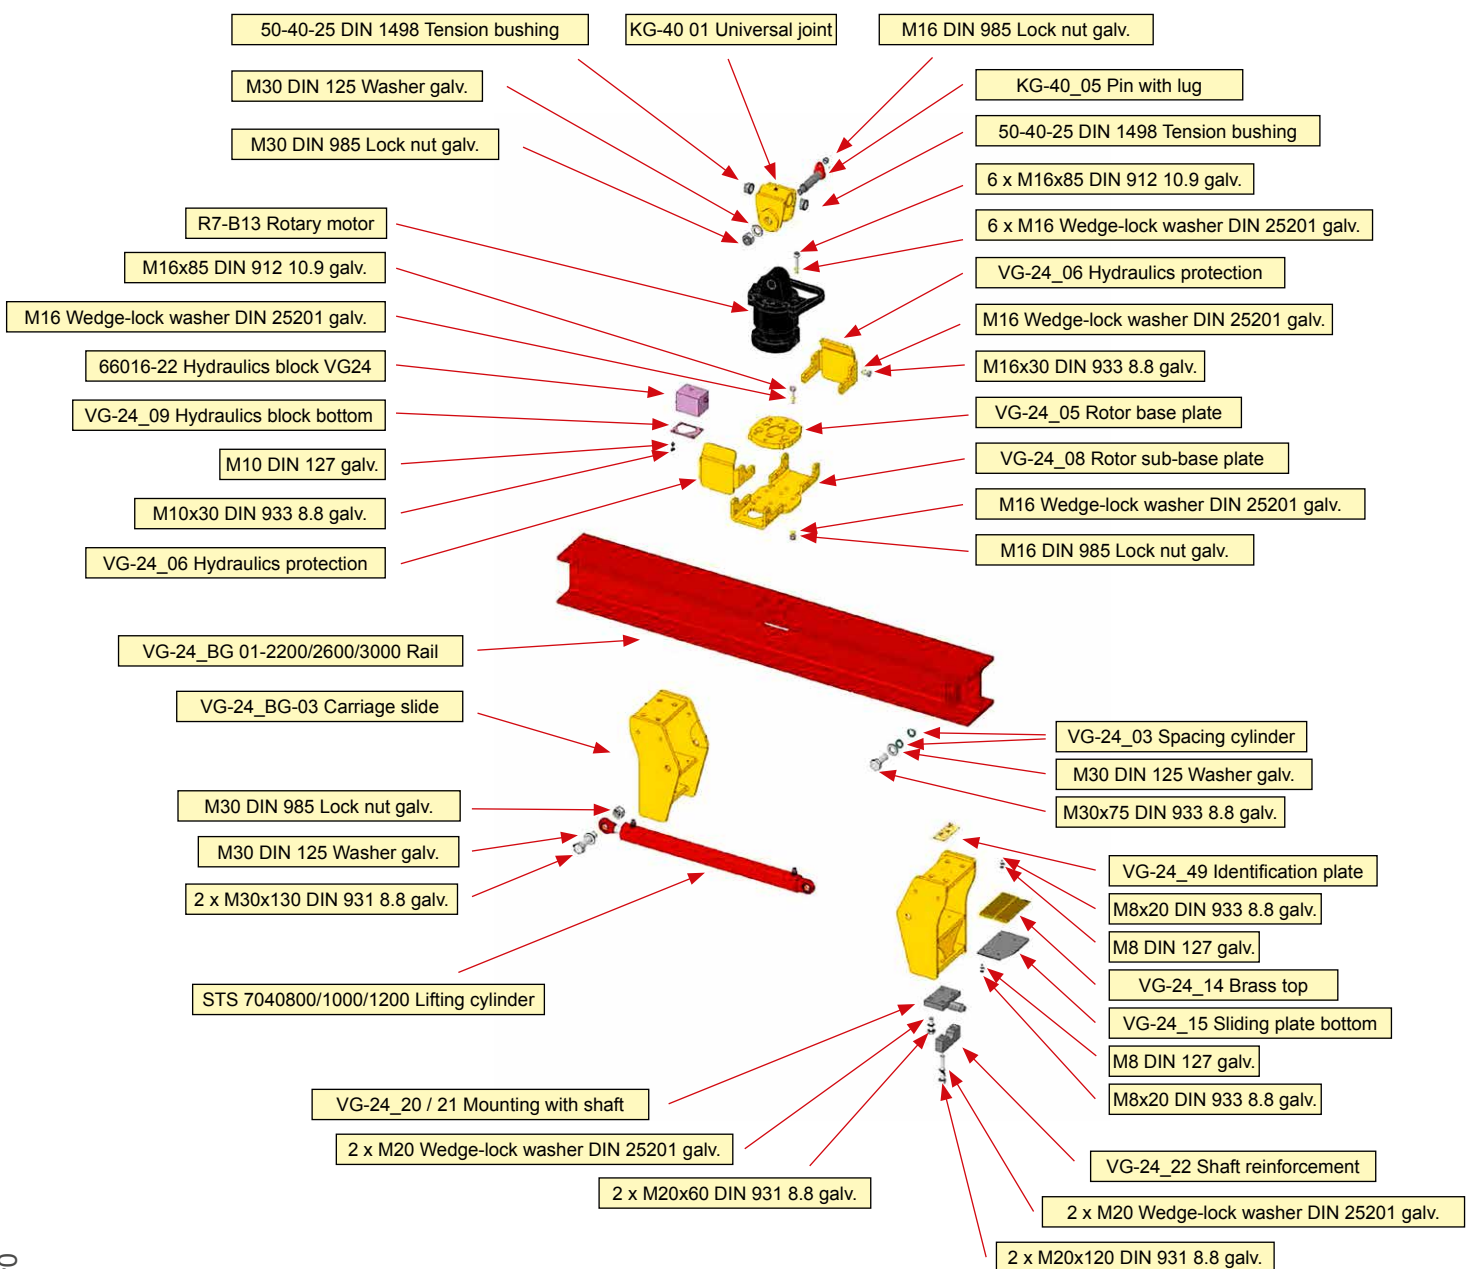 50-40-25 DIN 1498 Tension bushing
KG-40 01 Universal joint
M16 DIN 985 Lock nut galv.
M30 DIN 125 Washer galv.
KG-40_05 Pin with lug
M30 DIN 985 Lock nut galv.
50-40-25 DIN 1498 Tension bushing
6 x M16x85 DIN 912 10.9 galv.
R7-B13 Rotary motor
6 x M16 Wedge-lock washer DIN 25201 galv.
M16x85 DIN 912 10.9 galv.
VG-24_06 Hydraulics protection
M16 Wedge-lock washer DIN 25201 galv.
M16 Wedge-lock washer DIN 25201 galv.
66016-22 Hydraulics block VG24
M16x30 DIN 933 8.8 galv.
VG-24_09 Hydraulics block bottom
VG-24_05 Rotor base plate
M10 DIN 127 galv.
VG-24_08 Rotor sub-base plate
M10x30 DIN 933 8.8 galv.
M16 Wedge-lock washer DIN 25201 galv.
VG-24_06 Hydraulics protection
M16 DIN 985 Lock nut galv.
VG-24_BG 01-2200/2600/3000 Rail
VG-24_BG-03 Carriage slide
VG-24_03 Spacing cylinder
M30 DIN 125 Washer galv.
M30 DIN 985 Lock nut galv.
M30x75 DIN 933 8.8 galv.
M30 DIN 125 Washer galv.
VG-24_49 Identification plate
2 x M30x130 DIN 931 8.8 galv.
M8x20 DIN 933 8.8 galv.
M8 DIN 127 galv.
STS 7040800/1000/1200 Lifting cylinder
VG-24_14 Brass top
VG-24_15 Sliding plate bottom
M8 DIN 127 galv.
VG-24_20 / 21 Mounting with shaft
M8x20 DIN 933 8.8 galv.
2 x M20 Wedge-lock washer DIN 25201 galv.
VG-24_22 Shaft reinforcement
2 x M20x60 DIN 931 8.8 galv.
2 x M20 Wedge-lock washer DIN 25201 galv.
2 x M20x120 DIN 931 8.8 galv.